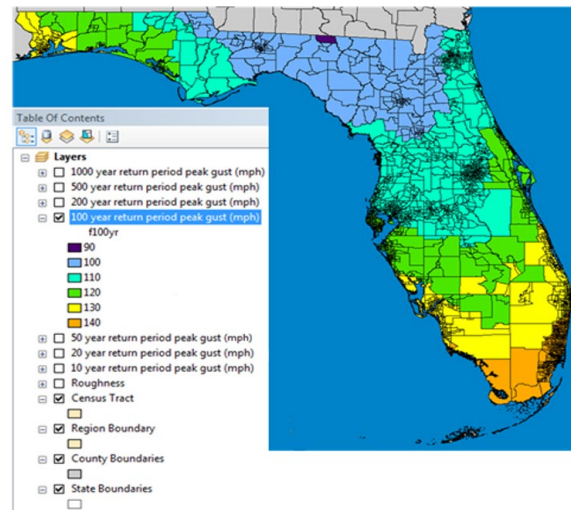 Table Of Contents
Layers
1000 year return period peak gust (mph)
500 year return period peak gust (mph)
200 year return period peak gust (mph)
100 year return period peak gust (mph)
f100yr
90
100
110
120
130
140
50 year return period peak gust (mph)
20 year return period peak gust (mph)
10 year return period peak gust (mph)
Roughness
Census Tract
Region Boundary
County Boundaries
State Boundaries